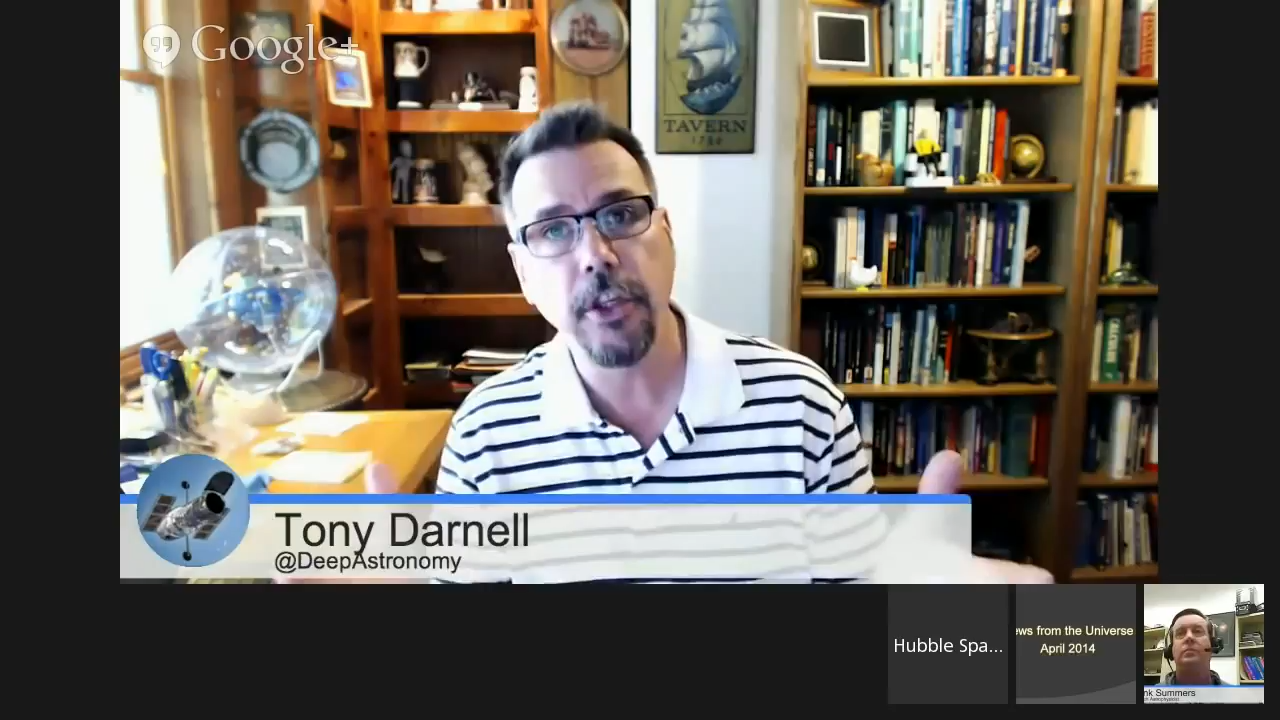 Google+
TAVERN
Tony Darnell
@DeepAstronomy
Hubble Spa...
ews from the Universe
April 2014
nk Summers